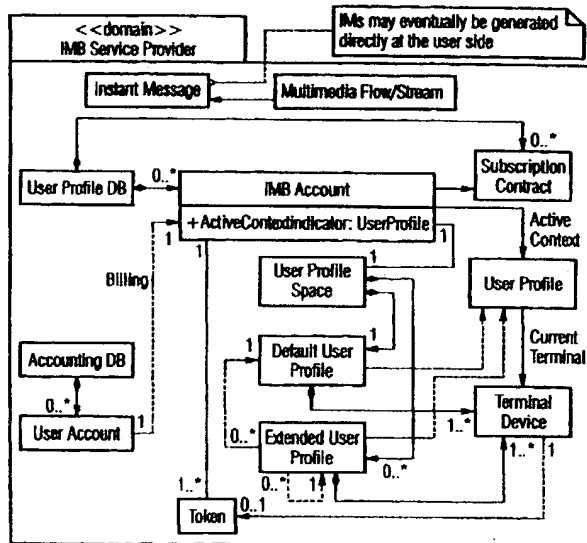 <<domain>>
IMB Service Provider
IMs may eventually be generated
directly at the user side
Instant Message
Multimedia Flow/Stream
0..*
User Profile DB
0..*
IMB Account
Subscription
Contract
+ActiveContextindicator: UserProfile
1
1
1
Active
Context
Billing
User Profile
Space
1
User Profile
1
1
Default User
Profile
Current
Terminal
Accounting DB
0..*
User Account
1
0..*
Extended User
Profile
1..*
Terminal
Device
0..*
1
0..*
1..*
1
1..*
Token
0..1